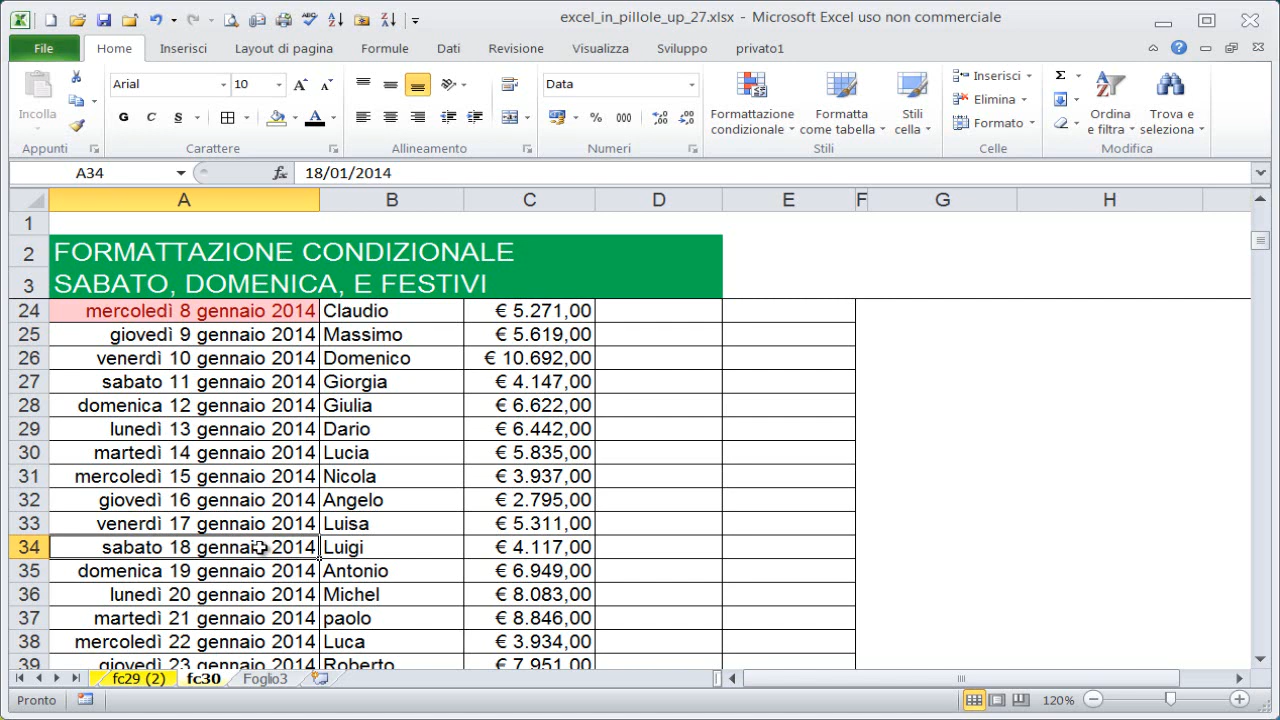 excel_in_pillole_up_27.xlsx - Microsoft Excel uso non commerciale
File Home Inserisci Layout di pagina Formule Dati Revisione Visualizza Sviluppo privato1
Incolla
Arial 10
G C S A
Data
% 000
Formattazione condizionale
Formatta come tabella
Stili cella
Inserisci
Elimina
Formato
Σ
Ordina e filtra
Trova e seleziona
Appunti Carattere Allineamento Numeri Stili Celle Modifica
A34 fx 18/01/2014
A B C D E F G H
1
2 FORMATTAZIONE CONDIZIONALE
3 SABATO, DOMENICA, E FESTIVI
24 mercoledì 8 gennaio 2014 Claudio € 5.271,00
25 giovedì 9 gennaio 2014 Massimo € 5.619,00
26 venerdì 10 gennaio 2014 Domenico € 10.692,00
27 sabato 11 gennaio 2014 Giorgia € 4.147,00
28 domenica 12 gennaio 2014 Giulia € 6.622,00
29 lunedì 13 gennaio 2014 Dario € 6.442,00
30 martedì 14 gennaio 2014 Lucia € 5.835,00
31 mercoledì 15 gennaio 2014 Nicola € 3.937,00
32 giovedì 16 gennaio 2014 Angelo € 2.795,00
33 venerdì 17 gennaio 2014 Luisa € 5.311,00
34 sabato 18 gennaio 2014 Luigi € 4.117,00
35 domenica 19 gennaio 2014 Antonio € 6.949,00
36 lunedì 20 gennaio 2014 Michel € 8.083,00
37 martedì 21 gennaio 2014 paolo € 8.846,00
38 mercoledì 22 gennaio 2014 Luca € 3.934,00
39 giovedì 23 gennaio 2014 Roberto € 7.951,00
fc29 (2) fc30 Foglio3
Pronto 120%